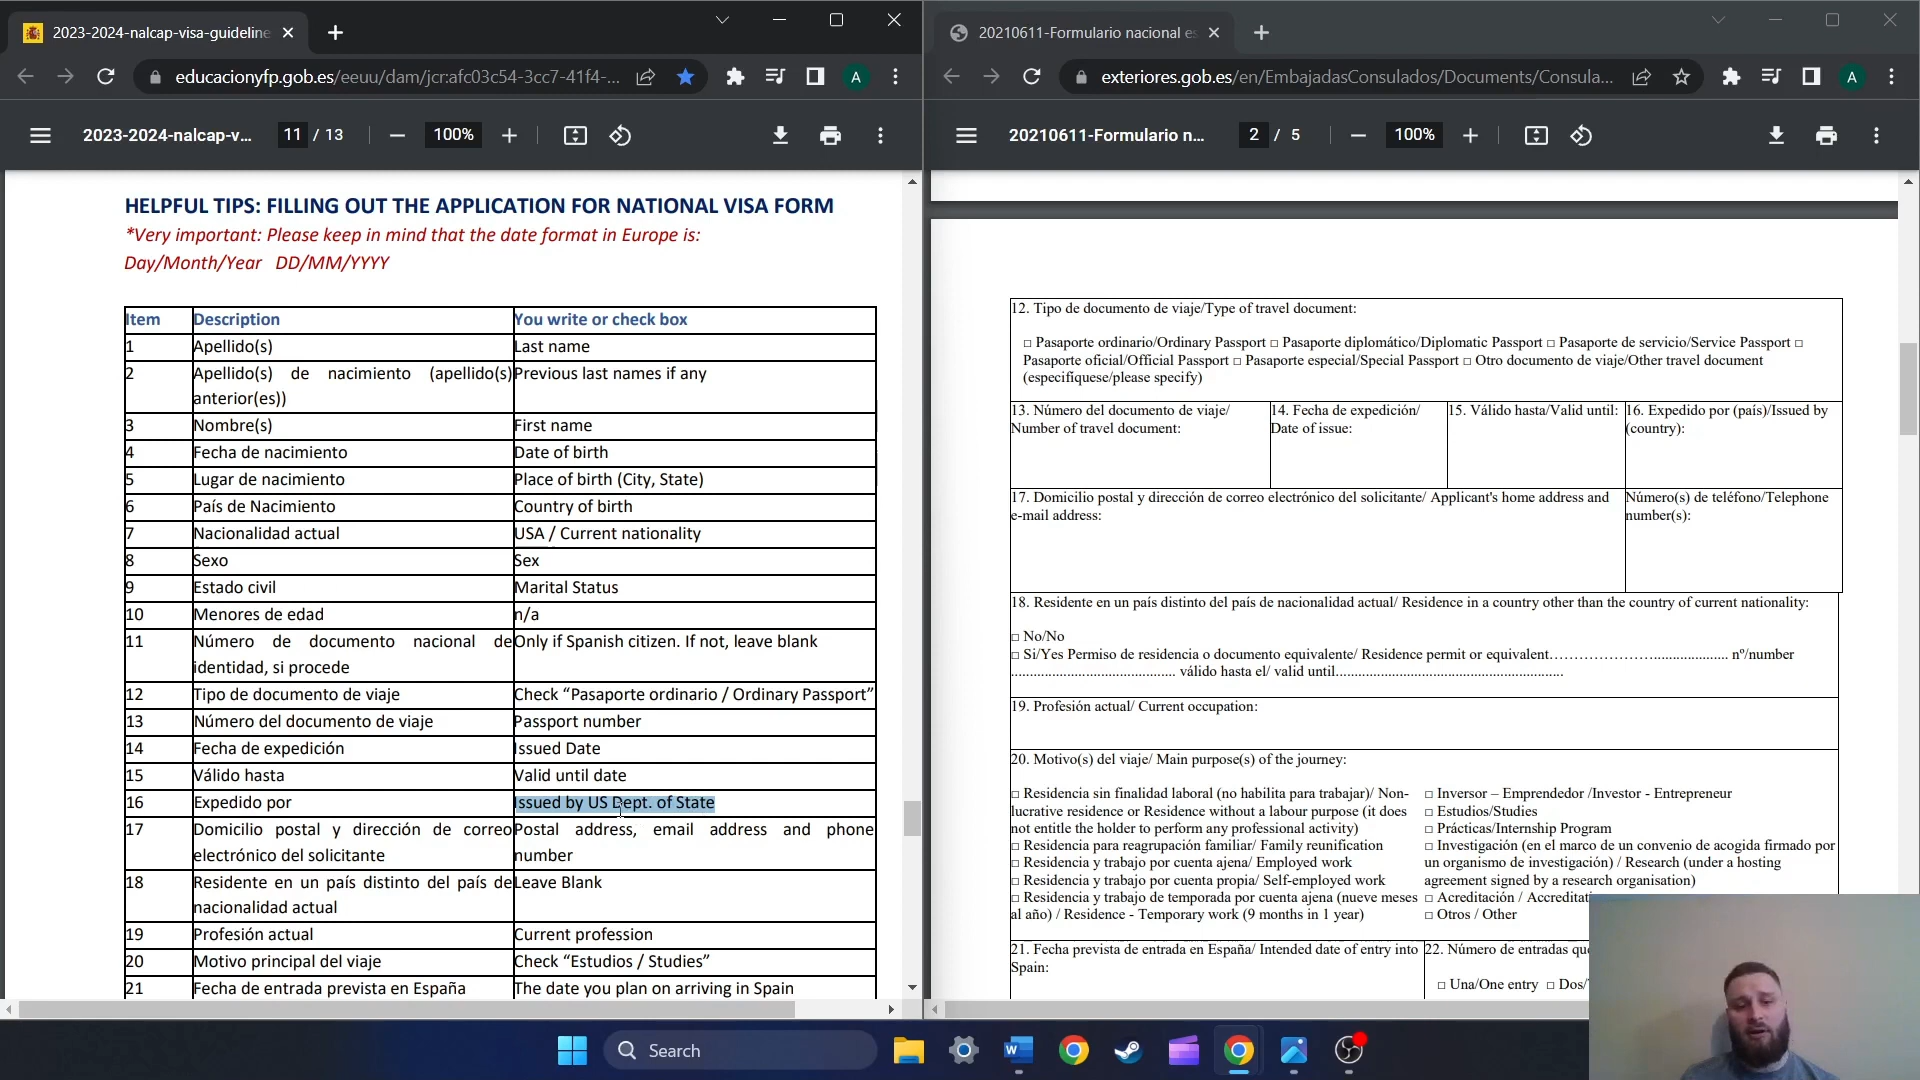 2023-2024-nalcap-visa-guideline
20210611-Formulario nacional es
educacionyfp.gob.es/eeuu/dam/jcr:afc03c54-3cc7-41f4-...
A
exteriores.gob.es/en/EmbajadasConsulados/Documents/Consula...
A
2023-2024-nalcap-v...
11 / 13
100%
20210611-Formulario n...
2 / 5
100%
HELPFUL TIPS: FILLING OUT THE APPLICATION FOR NATIONAL VISA FORM
*Very important: Please keep in mind that the date format in Europe is:
Day/Month/Year DD/MM/YYYY
Item Description You write or check box
1 Apellido(s) Last name
2 Apellido(s) de nacimiento (apellido(s) Previous last names if any
anterior(es))
3 Nombre(s) First name
4 Fecha de nacimiento Date of birth
5 Lugar de nacimiento Place of birth (City, State)
6 País de Nacimiento Country of birth
7 Nacionalidad actual USA / Current nationality
8 Sexo Sex
9 Estado civil Marital Status
10 Menores de edad n/a
11 Número de documento nacional de Only if Spanish citizen. If not, leave blank
identidad, si procede
12 Tipo de documento de viaje Check “Pasaporte ordinario / Ordinary Passport”
13 Número del documento de viaje Passport number
14 Fecha de expedición Issued Date
15 Válido hasta Valid until date
16 Expedido por Issued by US Dept. of State
17 Domicilio postal y dirección de correo Postal address, email address and phone
electrónico del solicitante number
18 Residente en un país distinto del país de Leave Blank
nacionalidad actual
19 Profesión actual Current profession
20 Motivo principal del viaje Check “Estudios / Studies”
21 Fecha de entrada prevista en España The date you plan on arriving in Spain
12. Tipo de documento de viaje/Type of travel document:
□ Pasaporte ordinario/Ordinary Passport □ Pasaporte diplomático/Diplomatic Passport □ Pasaporte de servicio/Service Passport □
Pasaporte oficial/Official Passport □ Pasaporte especial/Special Passport □ Otro documento de viaje/Other travel document
(especifíquese/please specify)
13. Número del documento de viaje/
Number of travel document:
14. Fecha de expedición/
Date of issue:
15. Válido hasta/Valid until:
16. Expedido por (país)/Issued by
(country):
17. Domicilio postal y dirección de correo electrónico del solicitante/ Applicant's home address and
e-mail address:
Número(s) de teléfono/Telephone
number(s):
18. Residente en un país distinto del país de nacionalidad actual/ Residence in a country other than the country of current nationality:
□ No/No
□ Sí/Yes Permiso de residencia o documento equivalente/ Residence permit or equivalent………………….................... nº/number
............................................ válido hasta el/ valid until............................................................
19. Profesión actual/ Current occupation:
20. Motivo(s) del viaje/ Main purpose(s) of the journey:
□ Residencia sin finalidad laboral (no habilita para trabajar)/ Non-
lucrative residence or Residence without a labour purpose (it does
not entitle the holder to perform any professional activity)
□ Residencia para reagrupación familiar/ Family reunification
□ Residencia y trabajo por cuenta ajena/ Employed work
□ Residencia y trabajo por cuenta propia/ Self-employed work
□ Residencia y trabajo de temporada por cuenta ajena (nueve meses
al año) / Residence - Temporary work (9 months in 1 year)
□ Inversor – Emprendedor /Investor - Entrepreneur
□ Estudios/Studies
□ Prácticas/Internship Program
□ Investigación (en el marco de un convenio de acogida firmado por
un organismo de investigación) / Research (under a hosting
agreement signed by a research organisation)
□ Acreditación / Accreditati
□ Otros / Other
21. Fecha prevista de entrada en España/ Intended date of entry into
Spain:
22. Número de entradas que
□ Una/One entry □ Dos/
Search